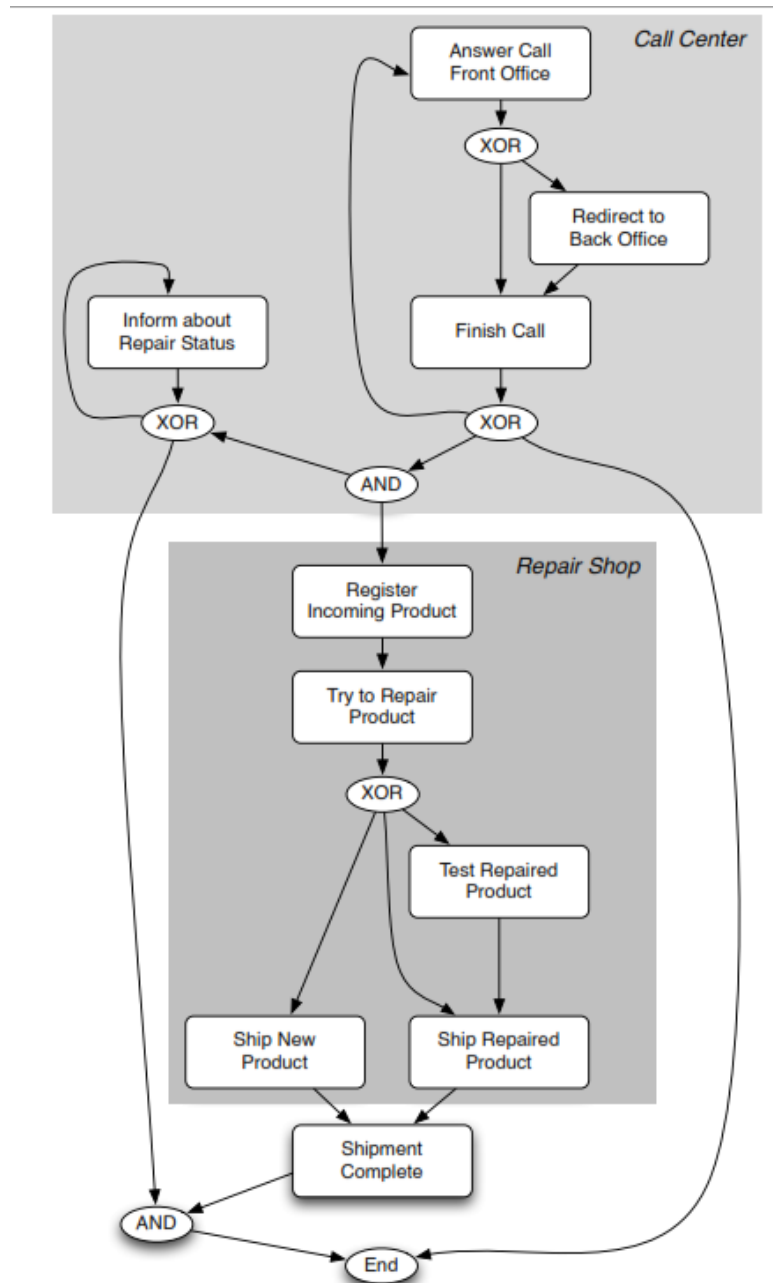 Call Center
Answer Call
Front Office
XOR
Redirect to
Back Office
Inform about
Repair Status
Finish Call
XOR
XOR
AND
Repair Shop
Register
Incoming Product
Try to Repair
Product
XOR
Test Repaired
Product
Ship New
Product
Ship Repaired
Product
Shipment
Complete
AND
End